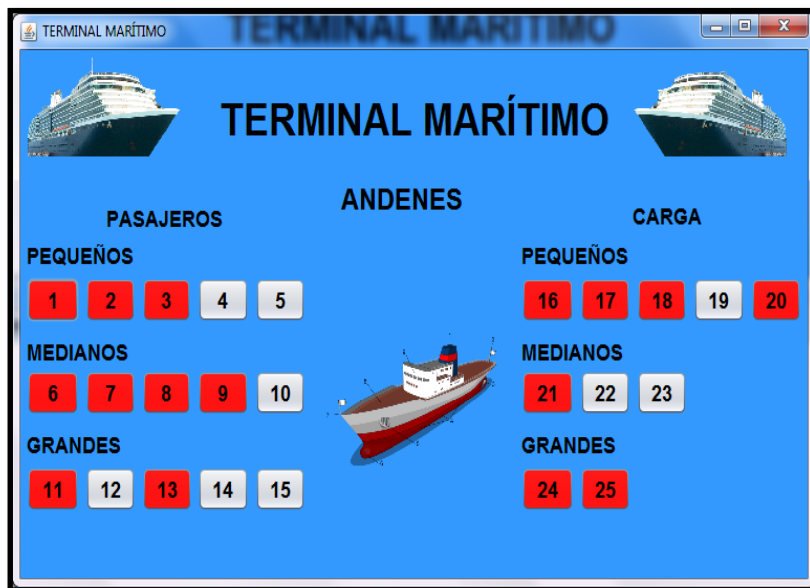 TERMINAL MARÍTIMO
TERMINAL MARÍTIMO
TERMINAL MARÍTIMO
ANDENES
PASAJEROS
PEQUEÑOS
1 2 3 4 5
MEDIANOS
6 7 8 9 10
GRANDES
11 12 13 14 15
CARGA
PEQUEÑOS
16 17 18 19 20
MEDIANOS
21 22 23
GRANDES
24 25